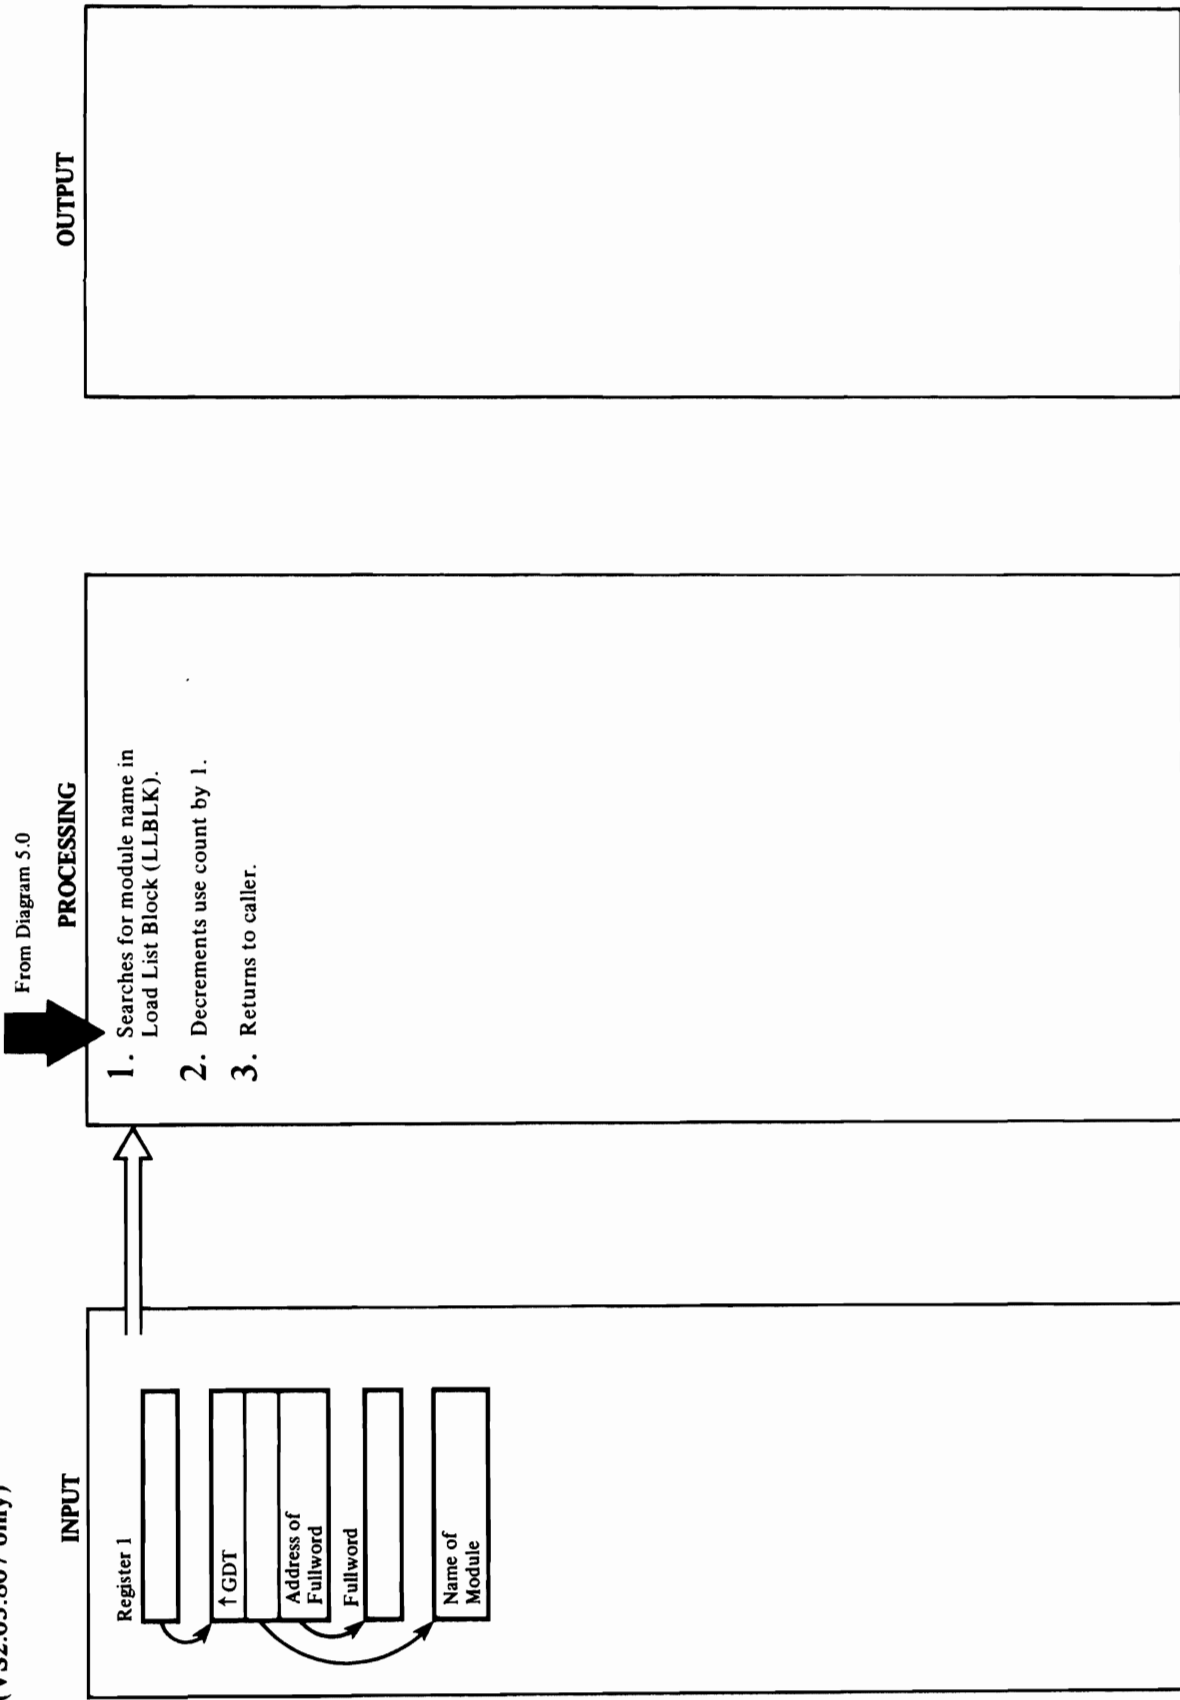 INPUT
Register 1
↑ GDT
Address of
Fullword
Fullword
Name of
Module
From Diagram 5.0
PROCESSING
1. Searches for module name in
Load List Block (LLBLK).
2. Decrements use count by 1.
3. Returns to caller.
OUTPUT